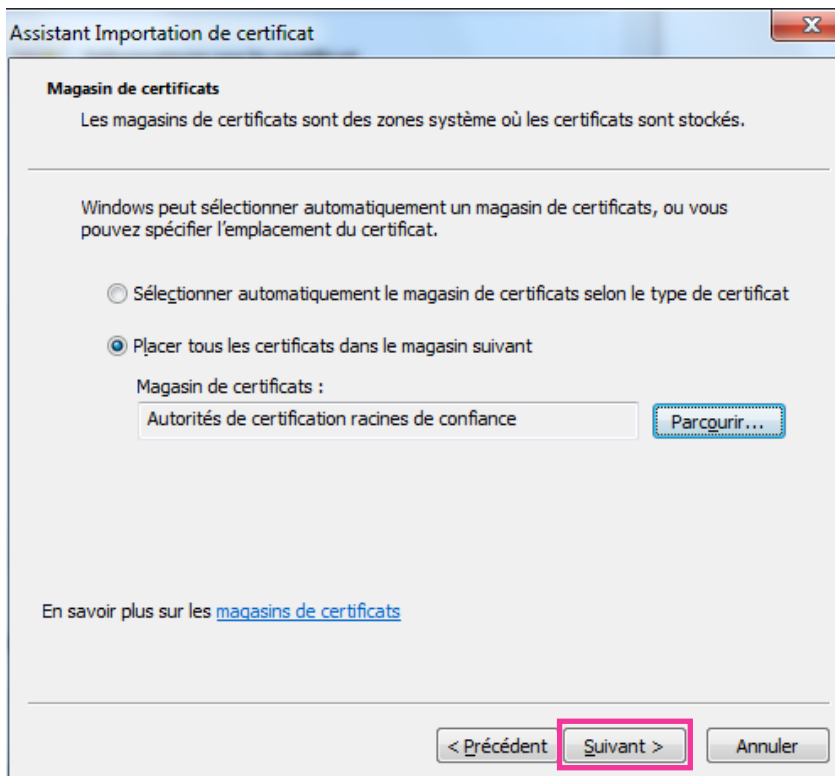 Assistant Importation de certificat
Magasin de certificats
Les magasins de certificats sont des zones système où les certificats sont stockés.
Windows peut sélectionner automatiquement un magasin de certificats, ou vous
pouvez spécifier l'emplacement du certificat.
Sélectionner automatiquement le magasin de certificats selon le type de certificat
Placer tous les certificats dans le magasin suivant
Magasin de certificats :
Autorités de certification racines de confiance
Parcourir...
En savoir plus sur les magasins de certificats
< Précédent
Suivant >
Annuler